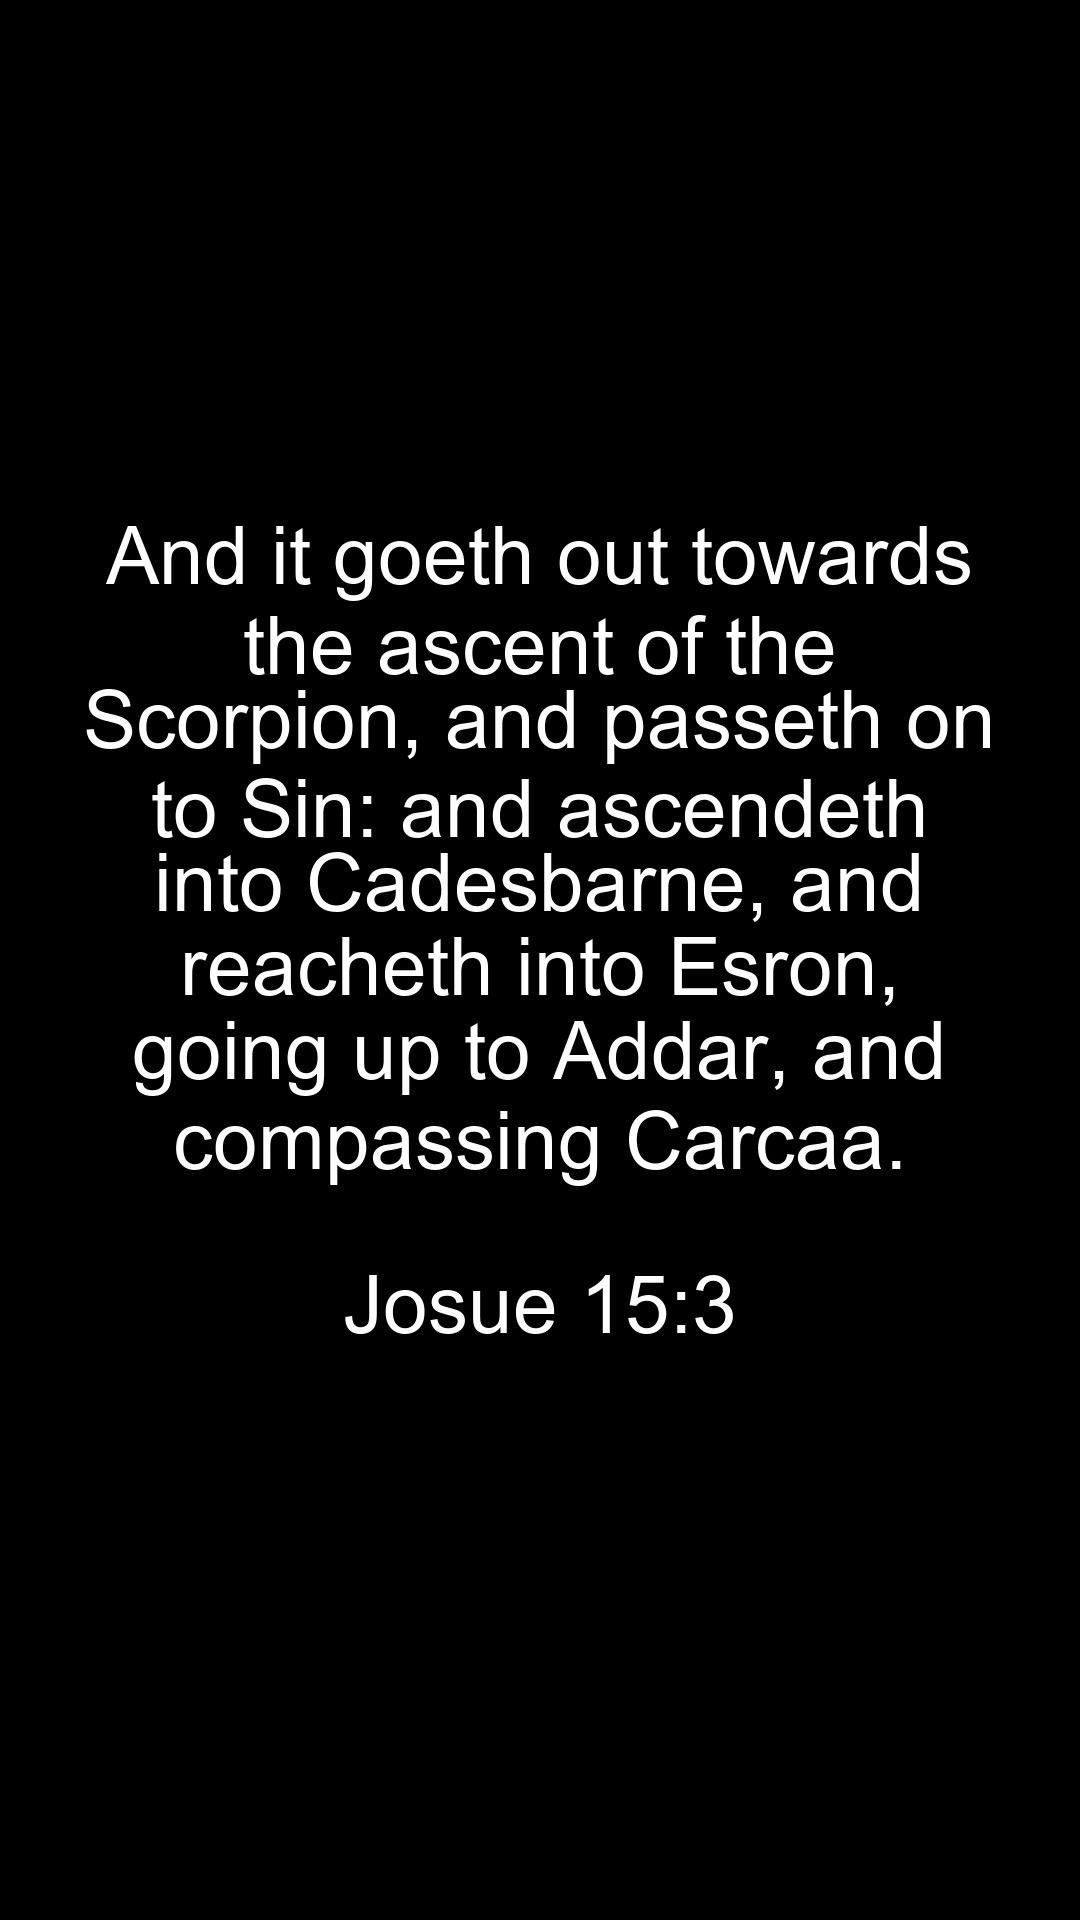 And it goeth out towards
the ascent of the
Scorpion, and passeth on
to Sin: and ascendeth
into Cadesbarne, and
reacheth into Esron,
going up to Addar, and
compassing Carcaa.
Josue 15:3